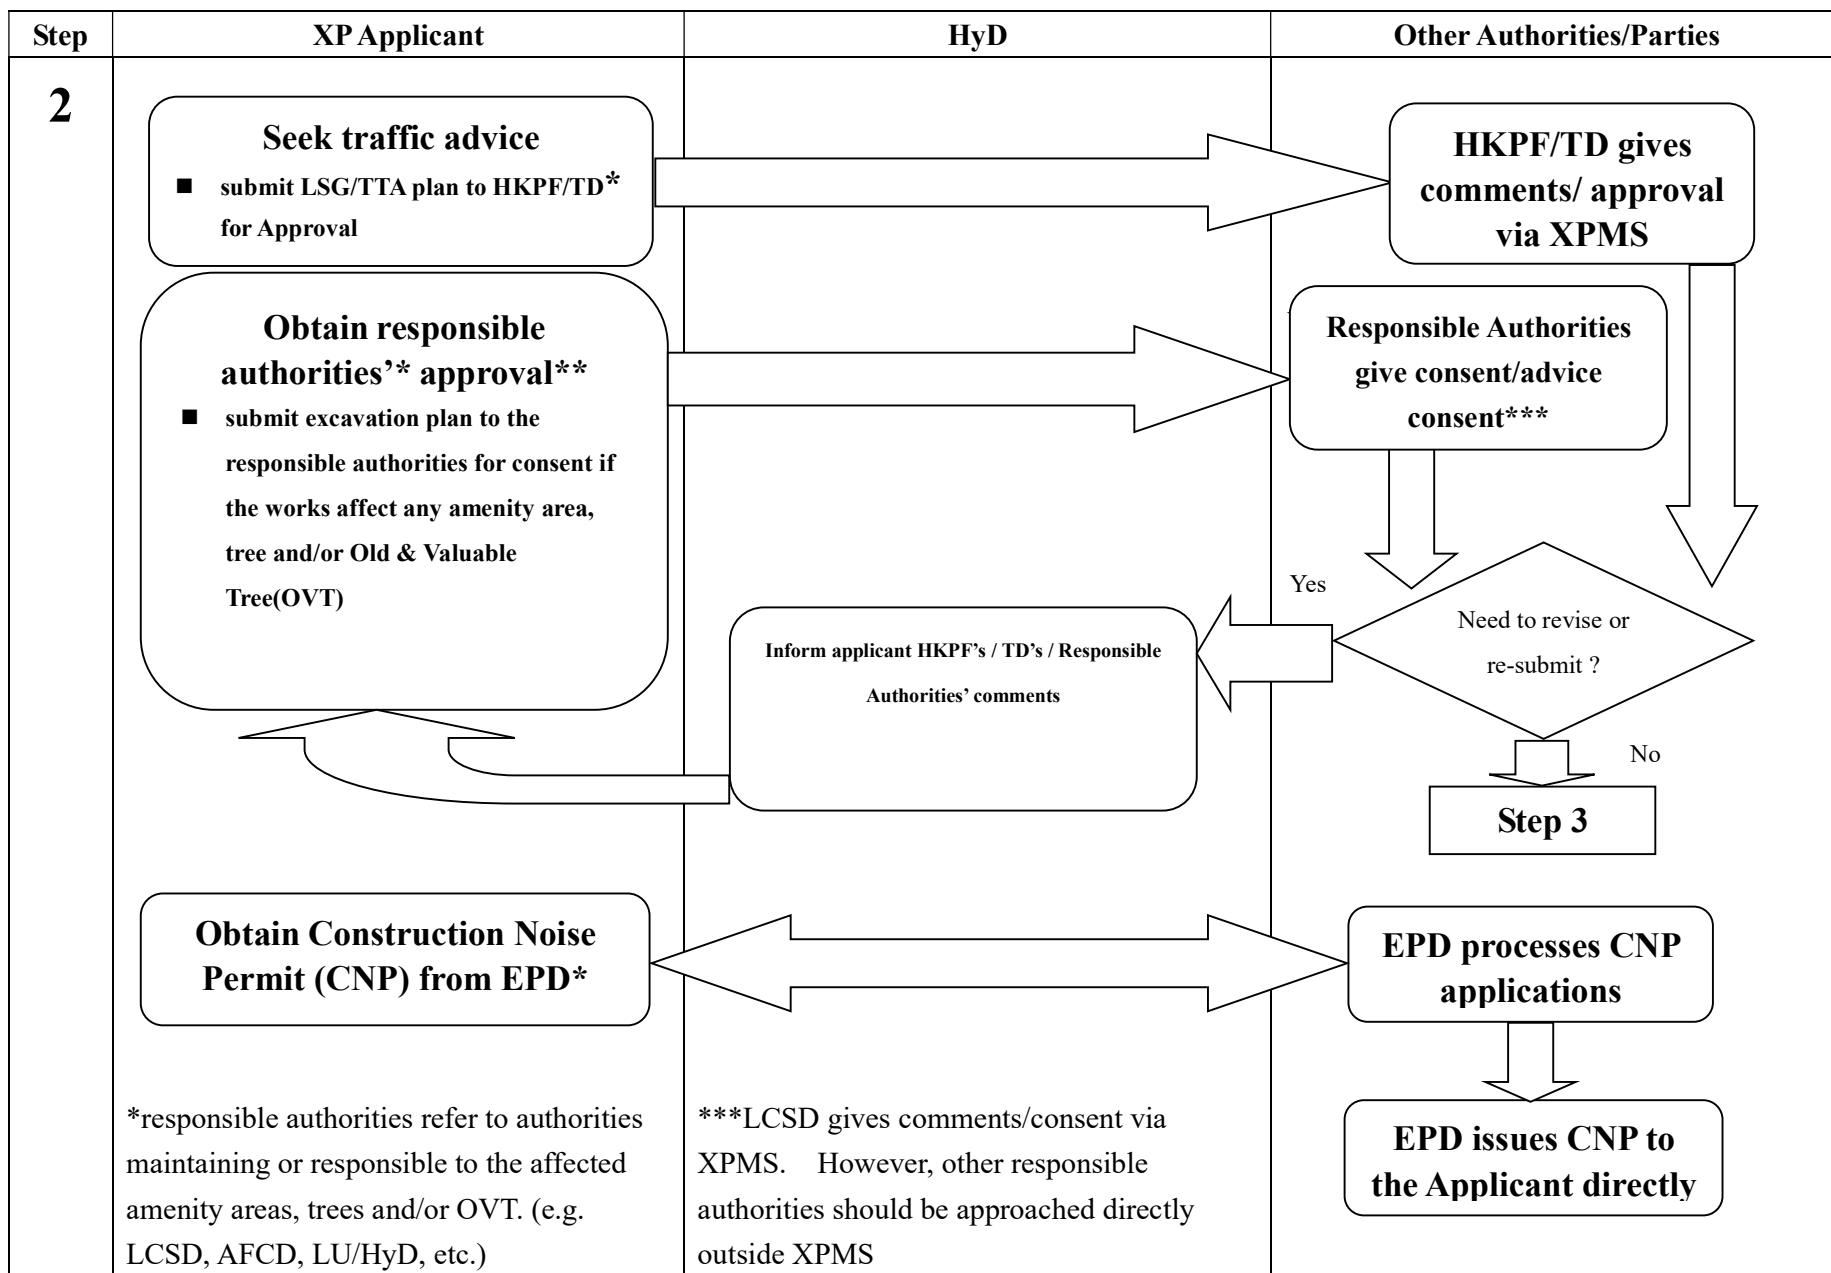 Step
XP Applicant
HyD
Other Authorities/Parties
2
Seek traffic advice
■ submit LSG/TTA plan to HKPF/TD*
for Approval
HKPF/TD gives
comments/ approval
via XPMS
Obtain responsible
authorities’* approval**
■ submit excavation plan to the
responsible authorities for consent if
the works affect any amenity area,
tree and/or Old & Valuable
Tree(OVT)
Responsible Authorities
give consent/advice
consent***
Yes
Need to revise or
re-submit ?
Inform applicant HKPF’s / TD’s / Responsible
Authorities’ comments
No
Step 3
Obtain Construction Noise
Permit (CNP) from EPD*
EPD processes CNP
applications
EPD issues CNP to
the Applicant directly
*responsible authorities refer to authorities
maintaining or responsible to the affected
amenity areas, trees and/or OVT. (e.g.
LCSD, AFCD, LU/HyD, etc.)
***LCSD gives comments/consent via
XPMS. However, other responsible
authorities should be approached directly
outside XPMS